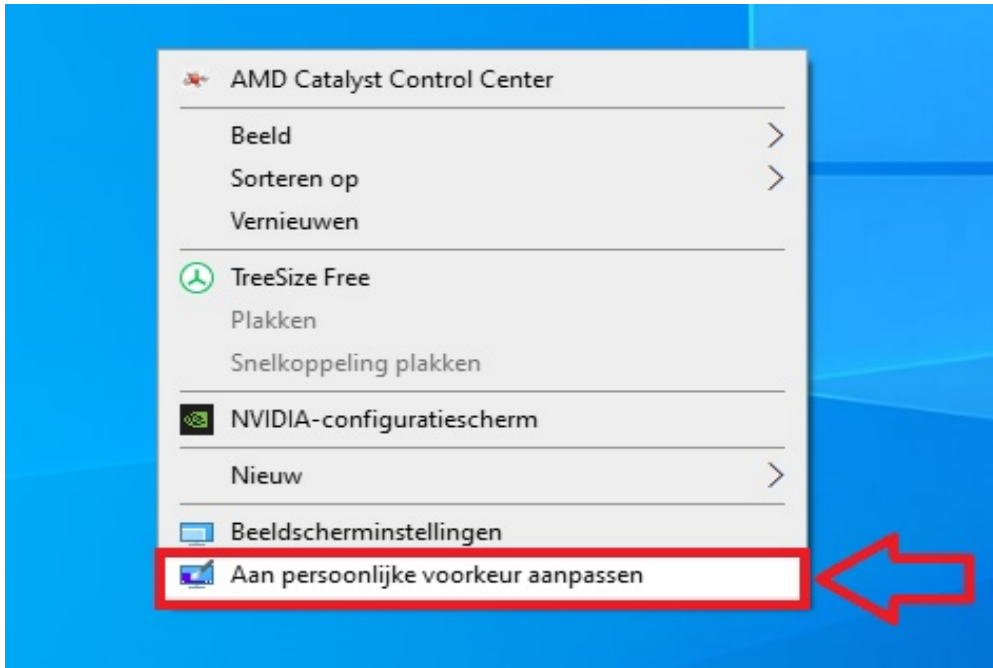 AMD Catalyst Control Center
Beeld
Sorteren op
Vernieuwen
TreeSize Free
Plakken
Snelkoppeling plakken
NVIDIA-configuratiescherm
Nieuw
Beeldscherminstellingen
Aan persoonlijke voorkeur aanpassen